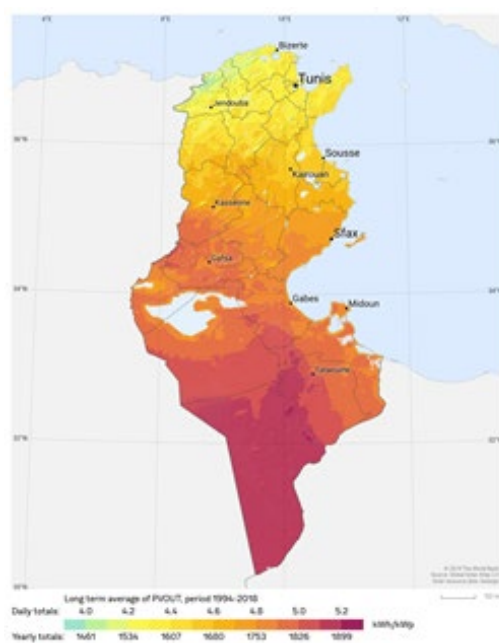 Bizerte
Tunis
Jendouba
Sousse
Kairouan
Kasserine
Sfax
Gafsa
Gabes
Midoun
Tataouine
Long term average of PVOUT, period 1994-2018
Daily totals: 4.0 4.2 4.4 4.6 4.8 5.0 5.2 kWh/kWp
Yearly totals: 1461 1534 1607 1680 1753 1826 1899